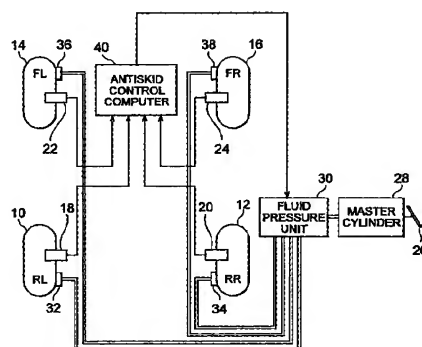 14
36
FL
22
40
ANTISKID
CONTROL
COMPUTER
38
16
FR
24
10
18
RL
32
20
12
RR
34
30
FLUID
PRESSURE
UNIT
28
MASTER
CYLINDER
26